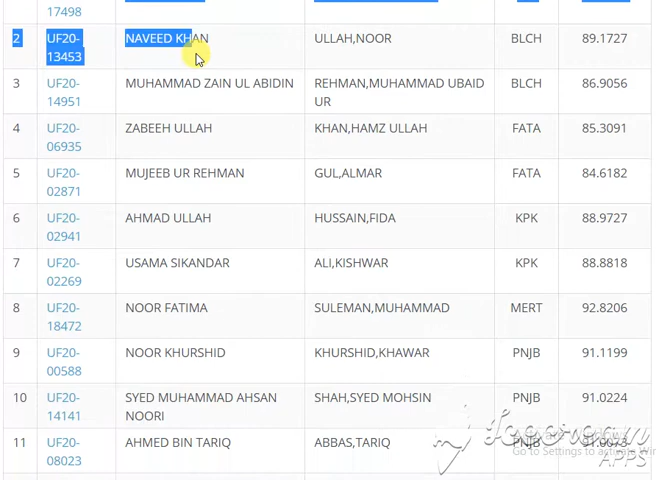 17498
2 UF20- NAVEED KHAN ULLAH,NOOR BLCH 89.1727
13453
3 UF20- MUHAMMAD ZAIN UL ABIDIN REHMAN,MUHAMMAD UBAID BLCH 86.9056
14951 UR
4 UF20- ZABEEH ULLAH KHAN,HAMZ ULLAH FATA 85.3091
06935
5 UF20- MUJEEB UR REHMAN GUL,ALMAR FATA 84.6182
02871
6 UF20- AHMAD ULLAH HUSSAIN,FIDA KPK 88.9727
02941
7 UF20- USAMA SIKANDAR ALI,KISHWAR KPK 88.8818
02269
8 UF20- NOOR FATIMA SULEMAN,MUHAMMAD MERT 92.8206
18472
9 UF20- NOOR KHURSHID KHURSHID,KHAWAR PNJB 91.1199
00588
10 UF20- SYED MUHAMMAD AHSAN SHAH,SYED MOHSIN PNJB 91.0224
14141 NOORI
11 UF20- AHMED BIN TARIQ ABBAS,TARIQ PNJB 91.0073
08023
Go to Settings to activate Win
APPS